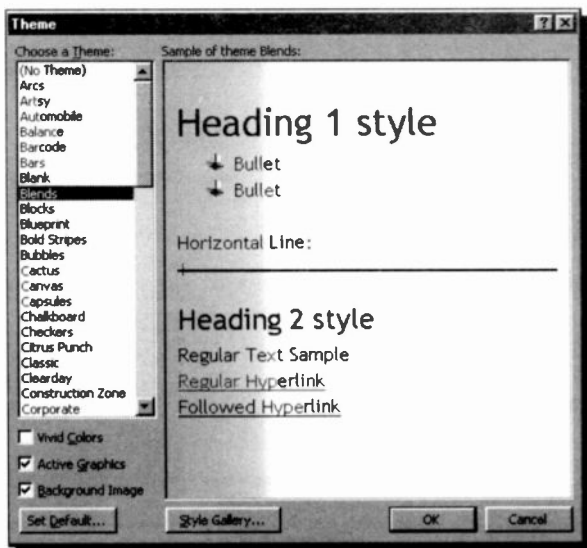 Theme
Choose a Theme:
(No Theme)
Arcs
Artsy
Automobile
Balance
Barcode
Bars
Blank
Blends
Blocks
Blueprint
Bold Stripes
Bubbles
Cactus
Canvas
Capsules
Chalkboard
Checkers
Citrus Punch
Classic
Clearday
Construction Zone
Corporate
Vivid Colors
Active Graphics
Background Image
Set Default...
Sample of theme Blends:
Heading 1 style
Bullet
Bullet
Horizontal Line:
Heading 2 style
Regular Text Sample
Regular Hyperlink
Followed Hyperlink
Style Gallery...
OK
Cancel